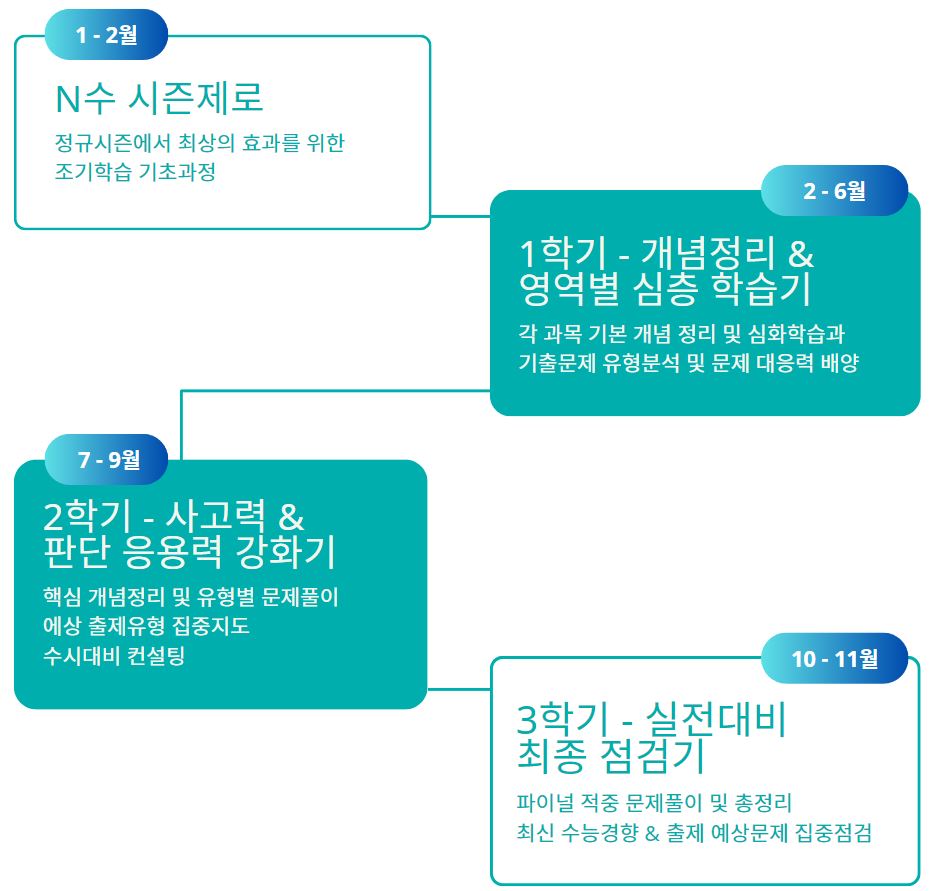 1 - 2월
N수 시즌제로
정규시즌에서 최상의 효과를 위한
조기학습 기초과정
2 - 6월
1학기 - 개념정리 &
영역별 심층 학습기
각 과목 기본 개념 정리 및 심화학습과
기출문제 유형분석 및 문제 대응력 배양
7 - 9월
2학기 - 사고력 &
판단 응용력 강화기
핵심 개념정리 및 유형별 문제풀이
예상 출제유형 집중지도
수시대비 컨설팅
10 - 11월
3학기 - 실전대비
최종 점검기
파이널 적중 문제풀이 및 총정리
최신 수능경향 & 출제 예상문제 집중점검